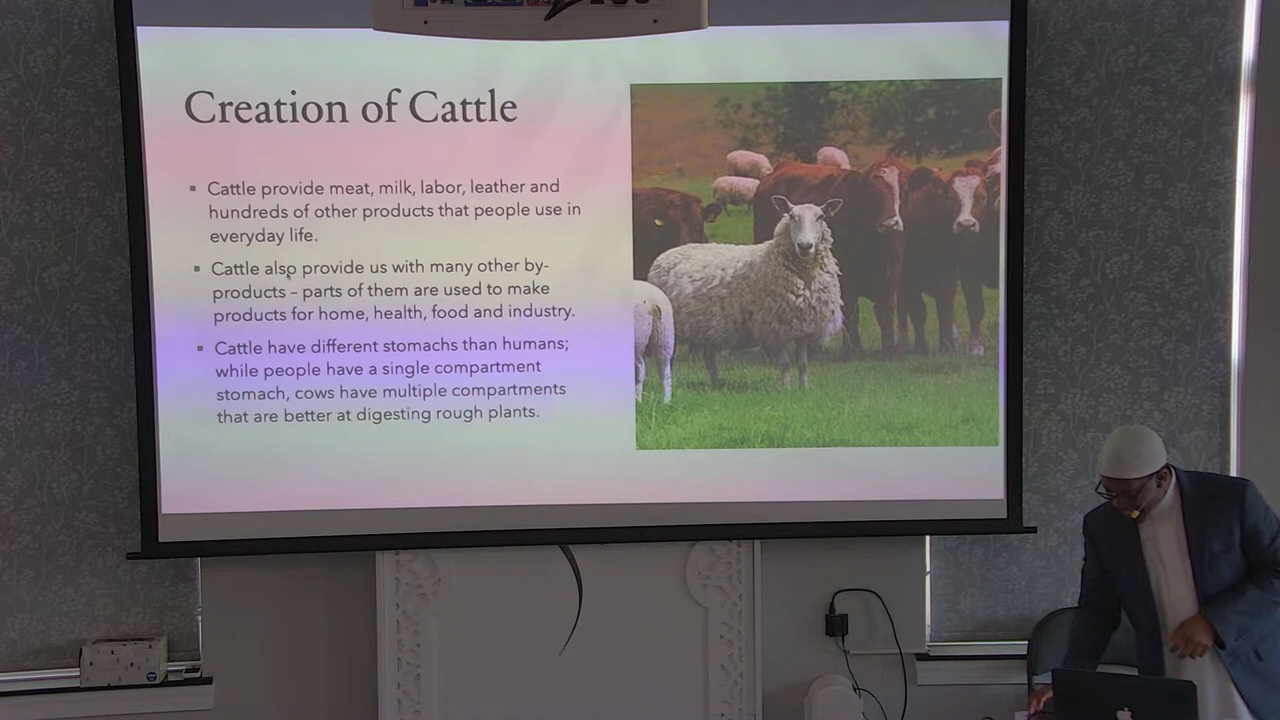 Creation of Cattle
▪ Cattle provide meat, milk, labor, leather and
hundreds of other products that people use in
everyday life.
▪ Cattle also provide us with many other by-
products – parts of them are used to make
products for home, health, food and industry.
▪ Cattle have different stomachs than humans;
while people have a single compartment
stomach, cows have multiple compartments
that are better at digesting rough plants.